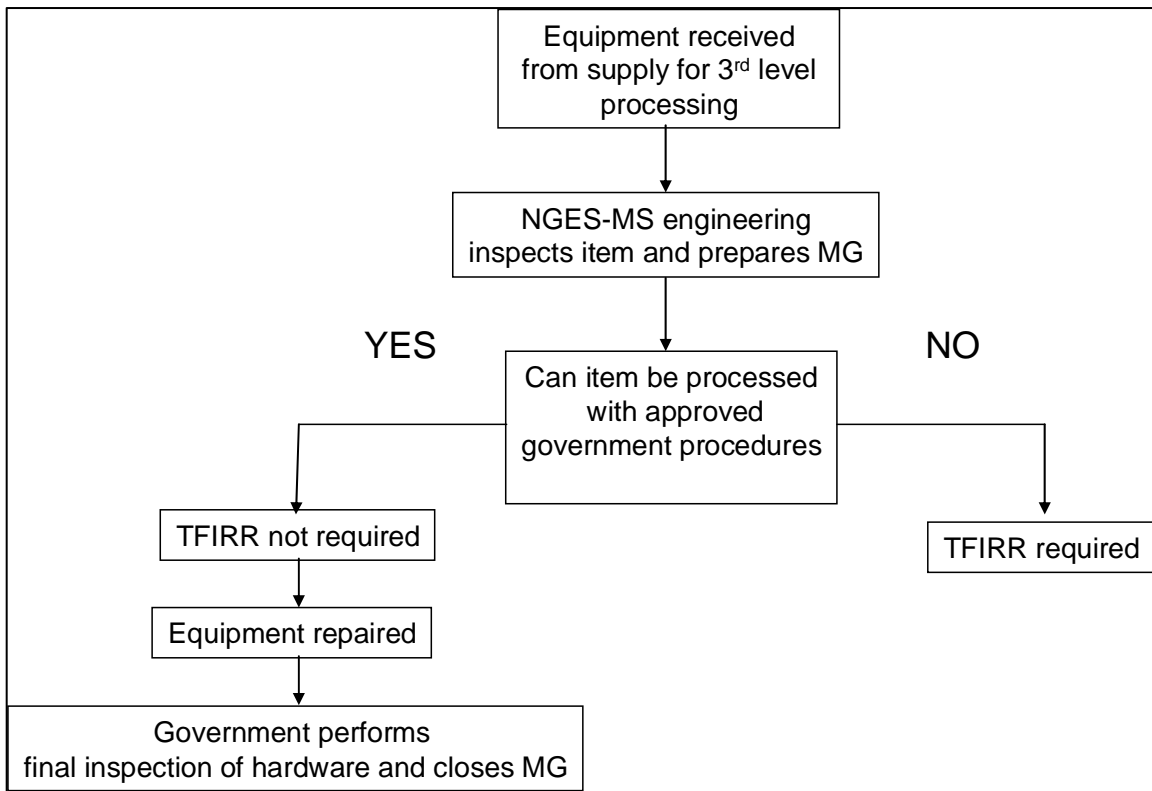 Equipment received
from supply for 3rd level
processing
NGES-MS engineering
inspects item and prepares MG
YES
NO
Can item be processed
with approved
government procedures
TFIRR not required
TFIRR required
Equipment repaired
Government performs
final inspection of hardware and closes MG